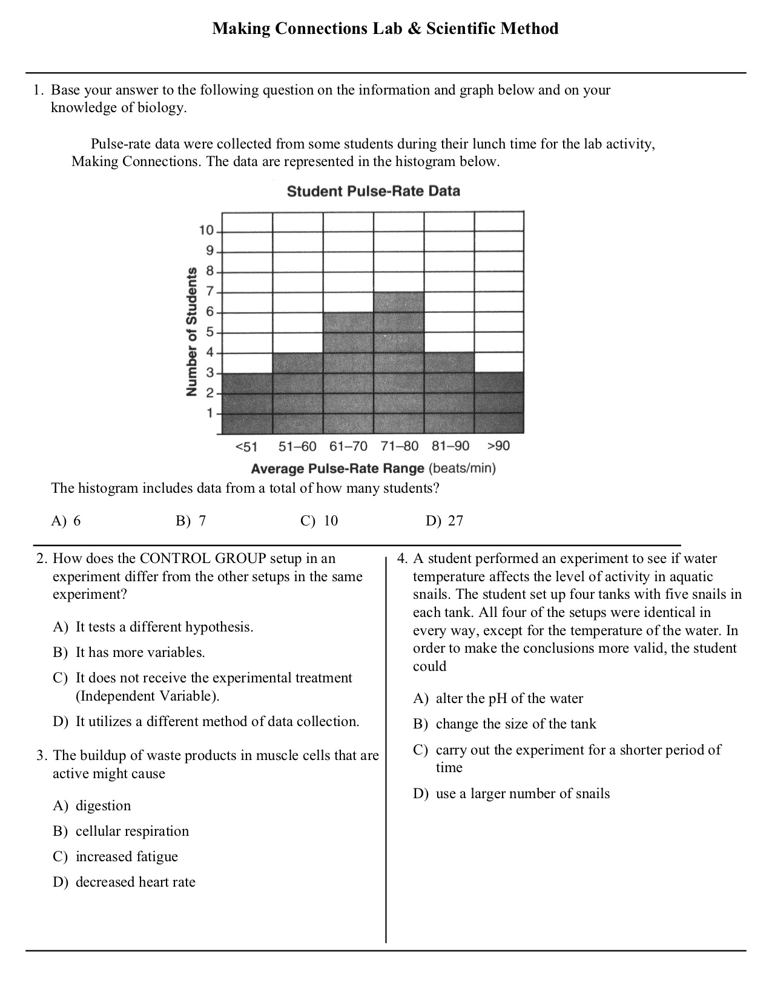 Making Connections Lab & Scientific Method
1. Base your answer to the following question on the information and graph below and on your
knowledge of biology.
Pulse-rate data were collected from some students during their lunch time for the lab activity,
Making Connections. The data are represented in the histogram below.
Student Pulse-Rate Data
Number of Students
10
9
8
7
6
5
4
3
2
1
<51 51–60 61–70 71–80 81–90 >90
Average Pulse-Rate Range (beats/min)
The histogram includes data from a total of how many students?
A) 6 B) 7 C) 10 D) 27
2. How does the CONTROL GROUP setup in an
experiment differ from the other setups in the same
experiment?
A) It tests a different hypothesis.
B) It has more variables.
C) It does not receive the experimental treatment
(Independent Variable).
D) It utilizes a different method of data collection.
3. The buildup of waste products in muscle cells that are
active might cause
A) digestion
B) cellular respiration
C) increased fatigue
D) decreased heart rate
4. A student performed an experiment to see if water
temperature affects the level of activity in aquatic
snails. The student set up four tanks with five snails in
each tank. All four of the setups were identical in
every way, except for the temperature of the water. In
order to make the conclusions more valid, the student
could
A) alter the pH of the water
B) change the size of the tank
C) carry out the experiment for a shorter period of
time
D) use a larger number of snails